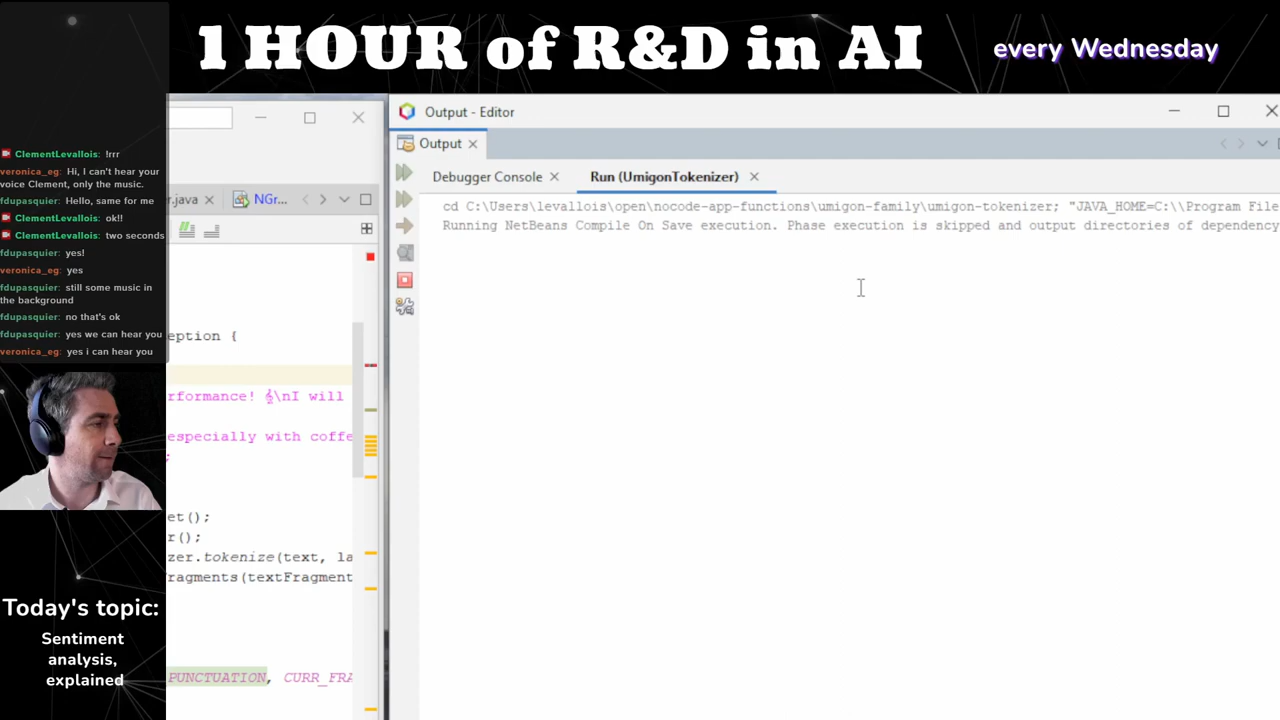 1 HOUR of R&D in AI
every Wednesday
ClementLevallois: !rrr
veronica_eg: Hi, I can't hear your
voice Clement, only the music.
fdupasquier: Hello, same for me
ClementLevallois: ok!!
ClementLevallois: two seconds
fdupasquier: yes!
veronica_eg: yes
fdupasquier: still some music in
the background
fdupasquier: no that's ok
fdupasquier: yes we can hear you
veronica_eg: yes i can hear you
Today's topic:
Sentiment
analysis,
explained
r.java
NGr...
eption {
rformance! 𝄞\nI will
especially with coffe
;
et();
r();
zer.tokenize(text, la
ragments(textFragment
PUNCTUATION, CURR_FRA
Output - Editor
Output
Debugger Console
Run (UmigonTokenizer)
cd C:\Users\levallois\open\nocode-app-functions\umigon-family\umigon-tokenizer; "JAVA_HOME=C:\\Program File
Running NetBeans Compile On Save execution. Phase execution is skipped and output directories of dependency